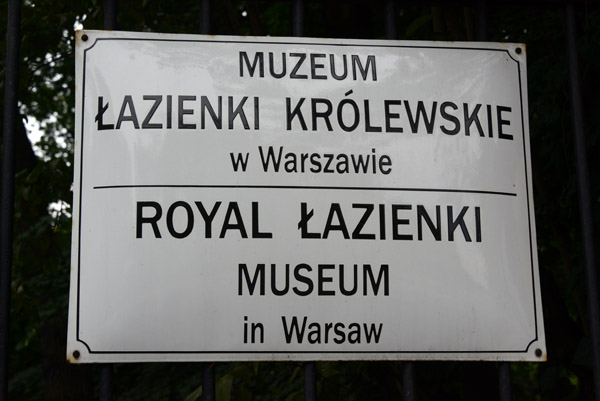 MUZEUM
ŁAZIENKI KRÓLEWSKIE
w Warszawie
ROYAL ŁAZIENKI
MUSEUM
in Warsaw